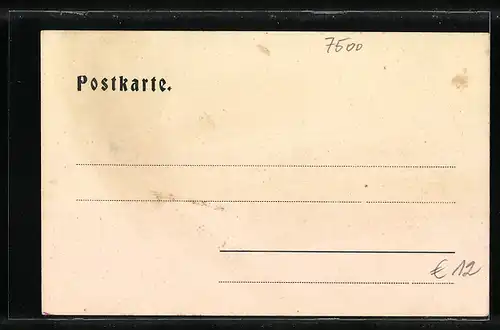 7500
Postkarte.
€ 12